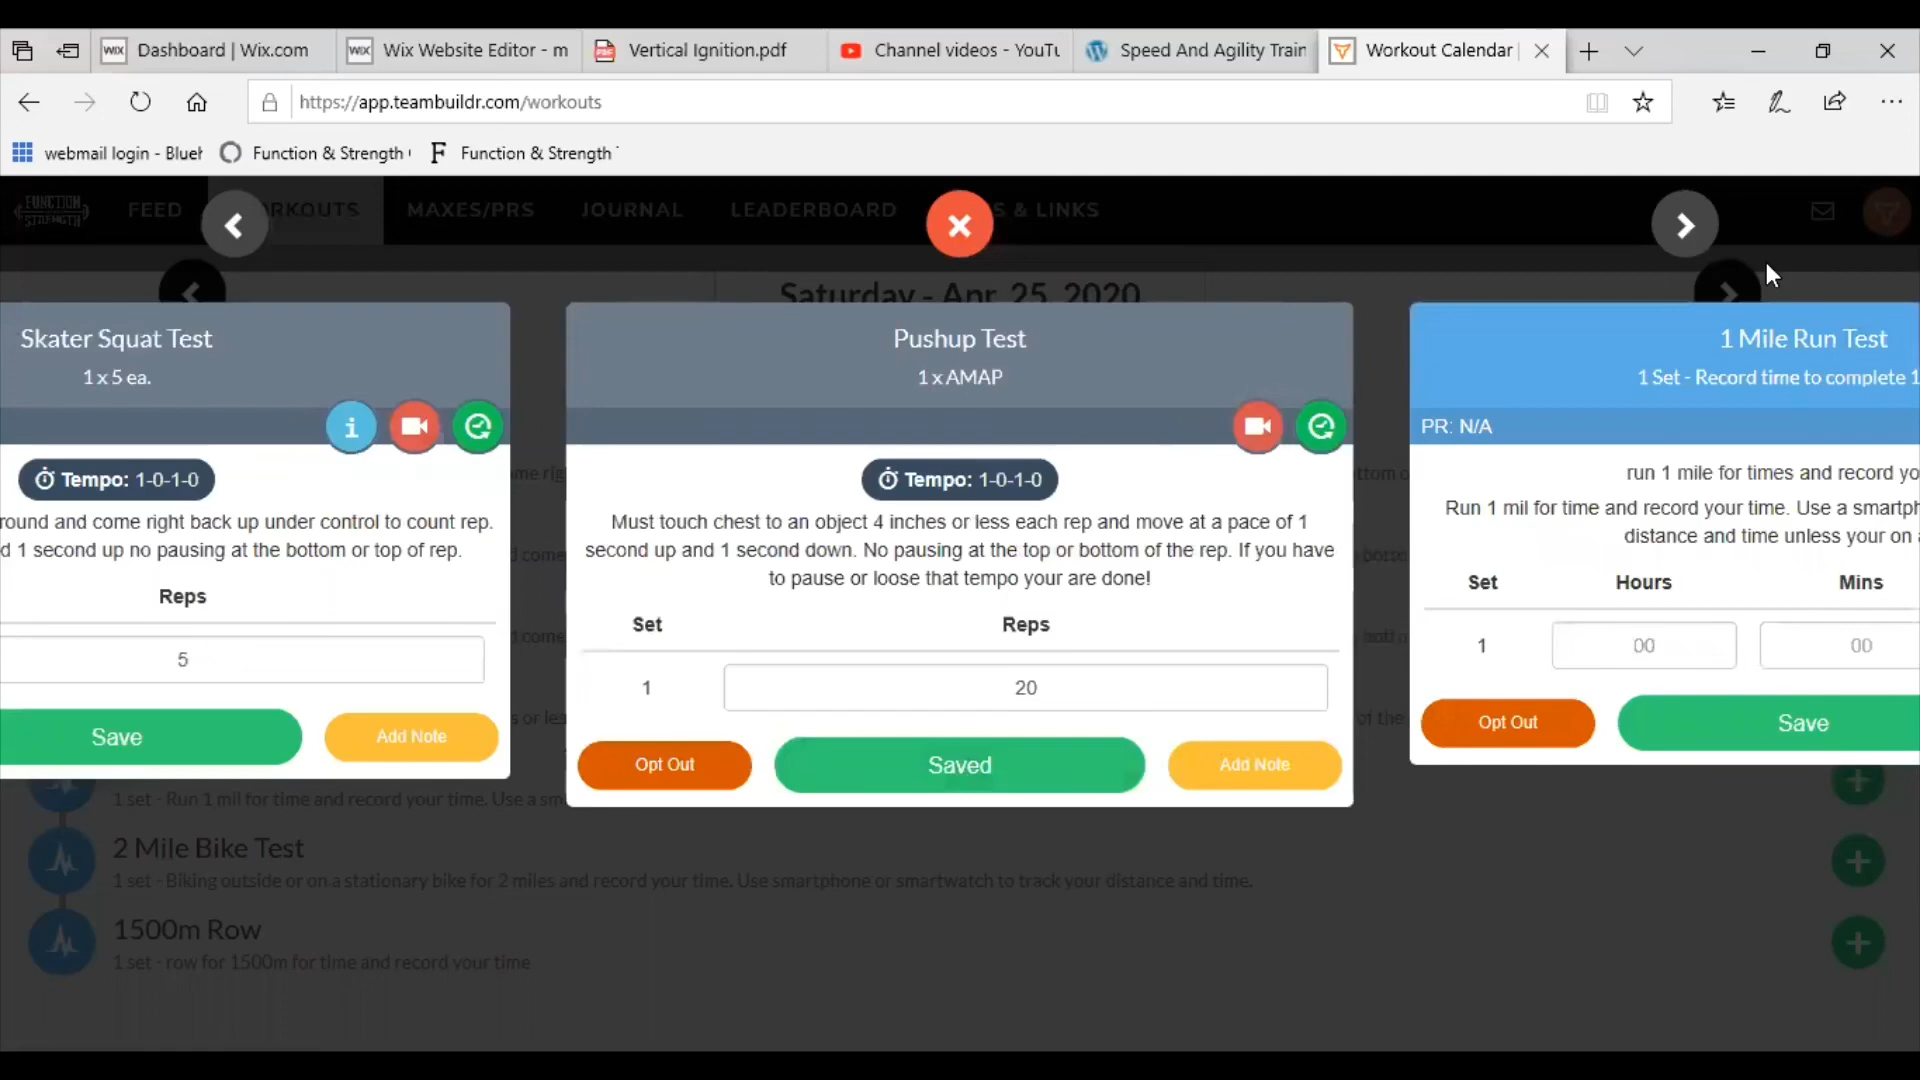 Dashboard | Wix.com
Wix Website Editor - m
Vertical Ignition.pdf
Channel videos - YouTu
Speed And Agility Train
Workout Calendar |
https://app.teambuildr.com/workouts
webmail login - Blueh
Function & Strength
Function & Strength
FUNCTION
STRENGTH
FEED
ORKOUTS
MAXES/PRS
JOURNAL
LEADERBOARD
S & LINKS
Saturday - Apr, 25, 2020
Skater Squat Test
1 x 5 ea.
Tempo: 1-0-1-0
round and come right back up under control to count rep.
d 1 second up no pausing at the bottom or top of rep.
Reps
5
Save
Add Note
Pushup Test
1 x AMAP
Tempo: 1-0-1-0
Must touch chest to an object 4 inches or less each rep and move at a pace of 1
second up and 1 second down. No pausing at the top or bottom of the rep. If you have
to pause or loose that tempo your are done!
Set
Reps
1
20
Opt Out
Saved
Add Note
1 Mile Run Test
1 Set - Record time to complete 1
PR: N/A
run 1 mile for times and record yo
Run 1 mil for time and record your time. Use a smartph
distance and time unless your on a
Set
Hours
Mins
1
00
00
Opt Out
Save
1 set - Run 1 mil for time and record your time. Use a sm
2 Mile Bike Test
1 set - Biking outside or on a stationary bike for 2 miles and record your time. Use smartphone or smartwatch to track your distance and time.
1500m Row
1 set - row for 1500m for time and record your time